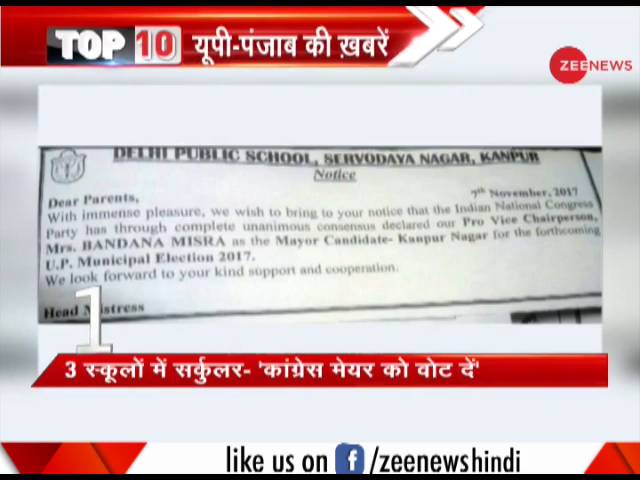 TOP 10 यूपी-पंजाब की ख़बरें
ZEENEWS
DELHI PUBLIC SCHOOL, SERVODAYA NAGAR, KANPUR
Notice
7th November, 2017
Dear Parents,
With immense pleasure, we wish to bring to your notice that the Indian National Congress
Party has through complete unanimous consensus declared our Pro Vice Chairperson,
Mrs. BANDANA MISRA as the Mayor Candidate- Kanpur Nagar for the forthcoming
U.P. Municipal Election 2017.
We look forward to your kind support and cooperation.
Head Mistress
1
3 स्कूलों में सर्कुलर- 'कांग्रेस मेयर को वोट दें'
like us on f /zeenewshindi